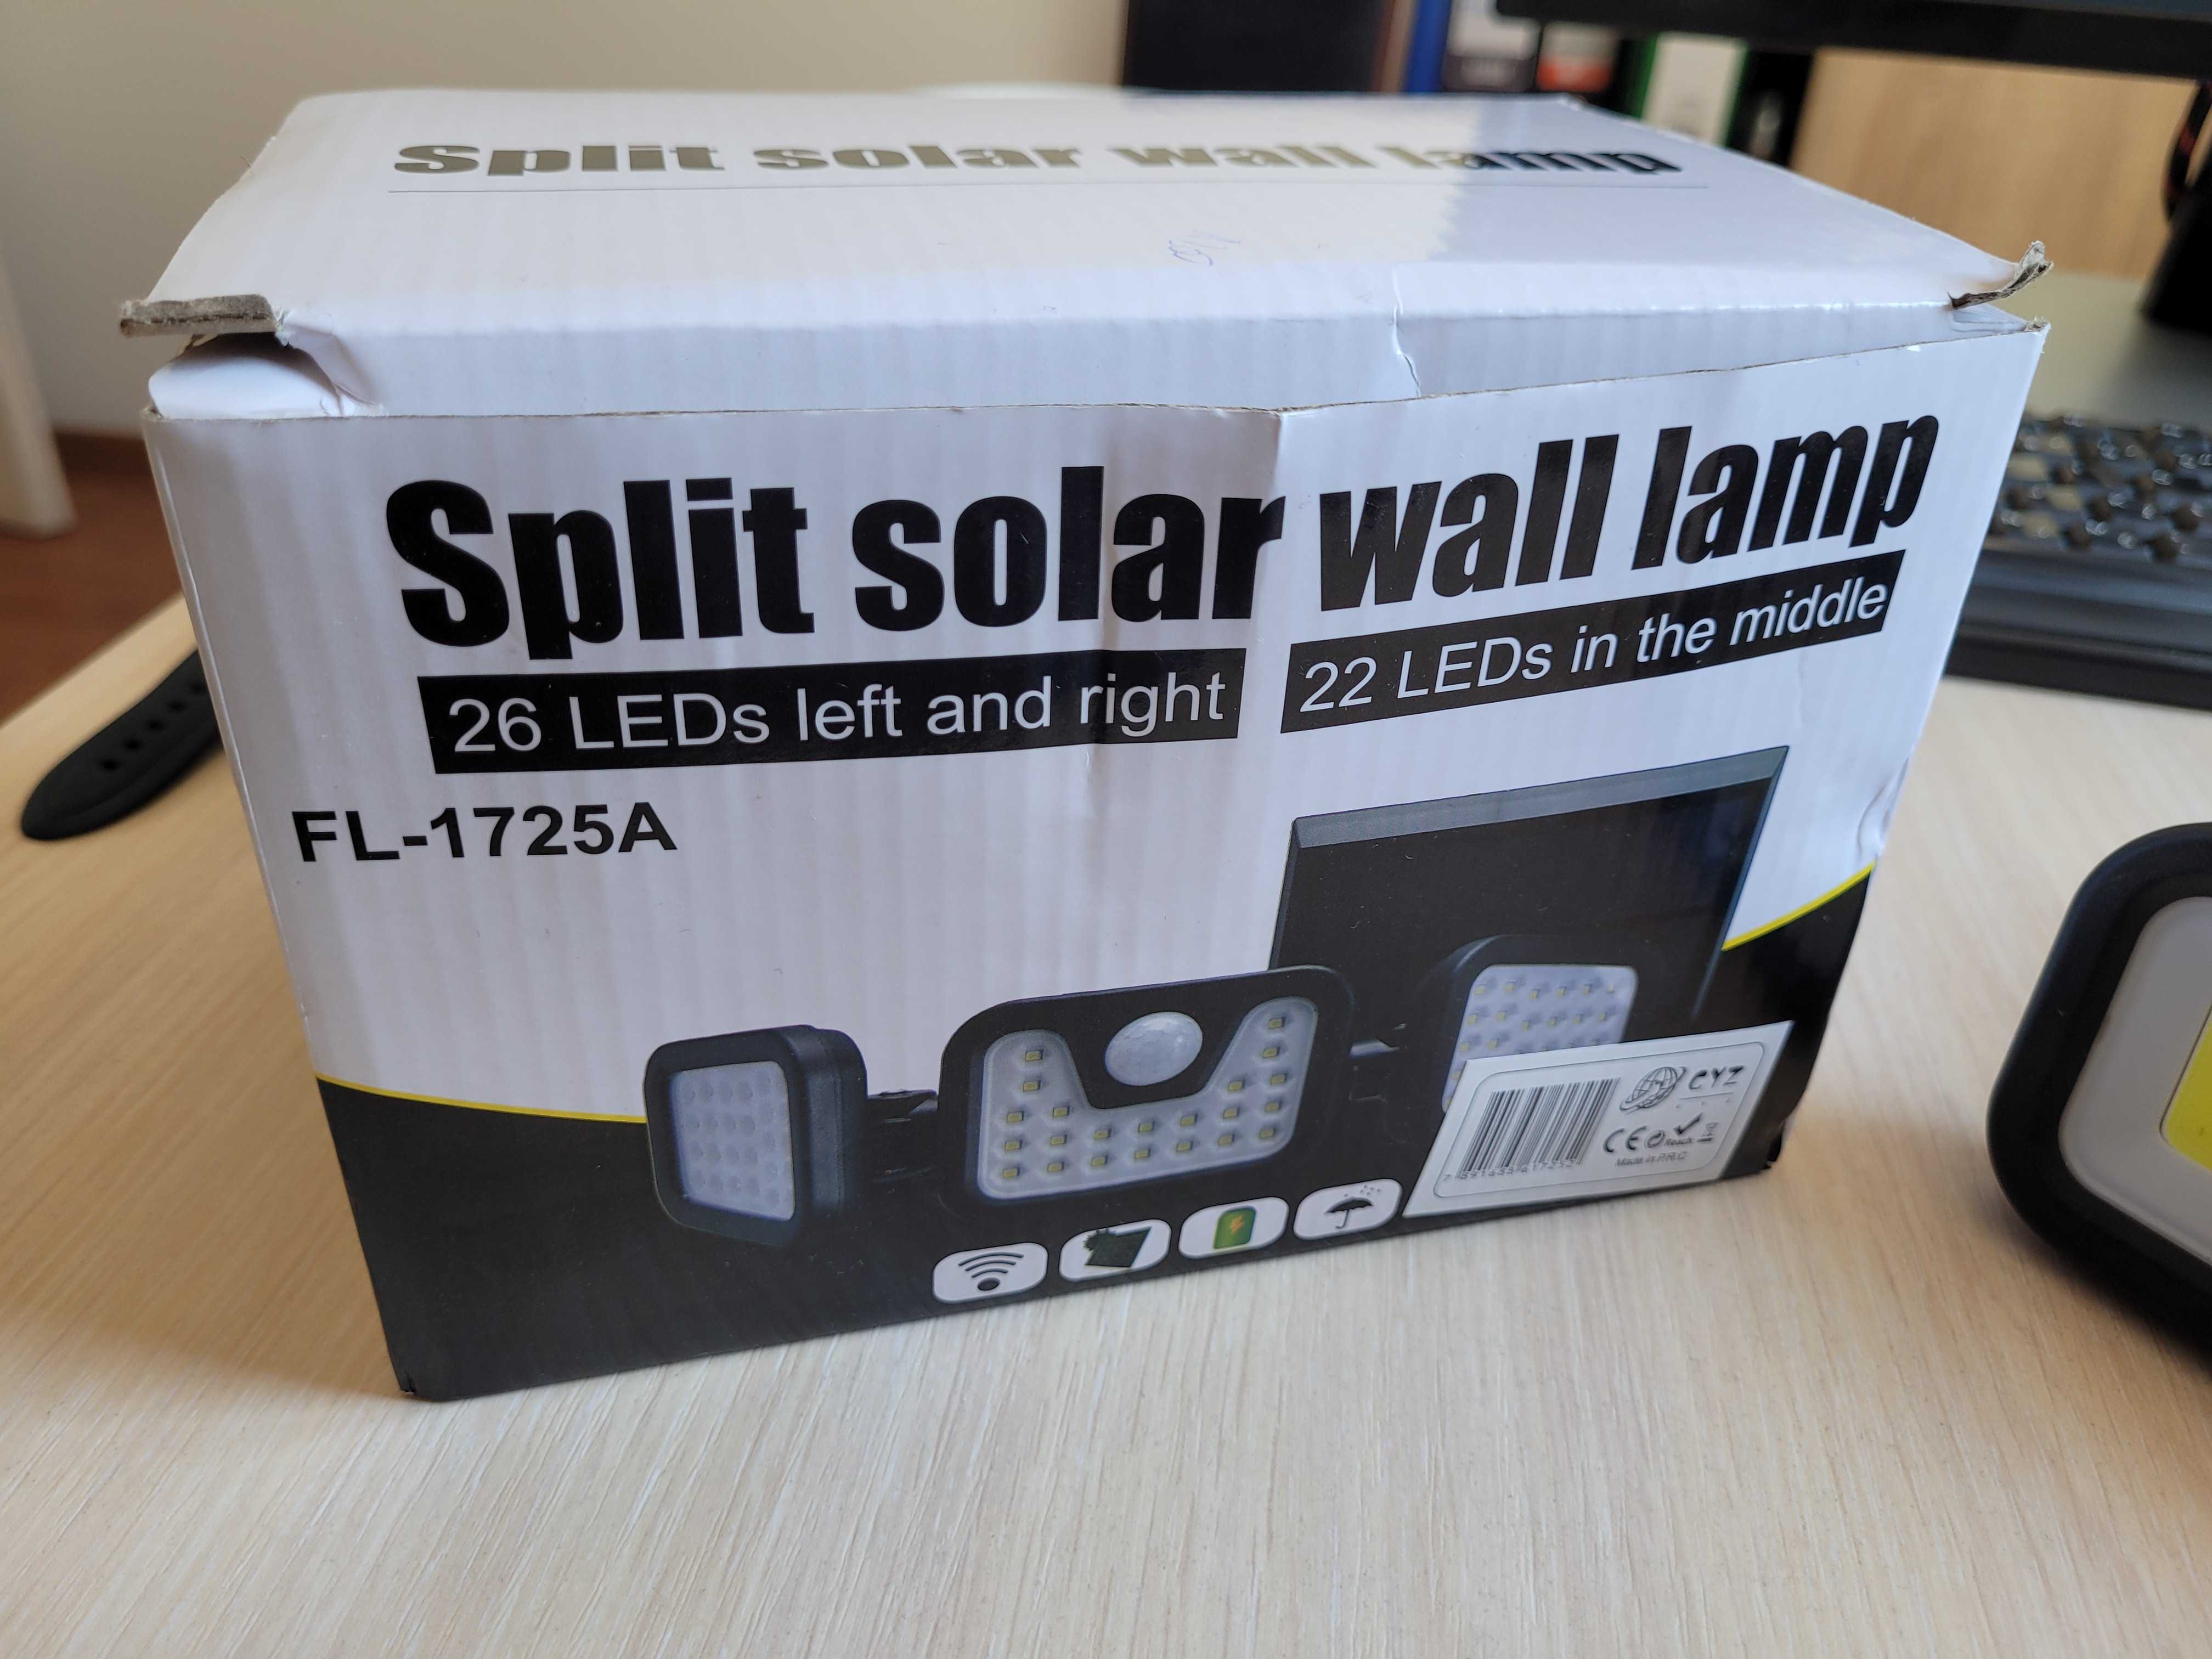 Split solar wall lamp
Split solar wall lamp
26 LEDs left and right 22 LEDs in the middle
FL-1725A
CYZ
CE Reach
Made in P.R.C